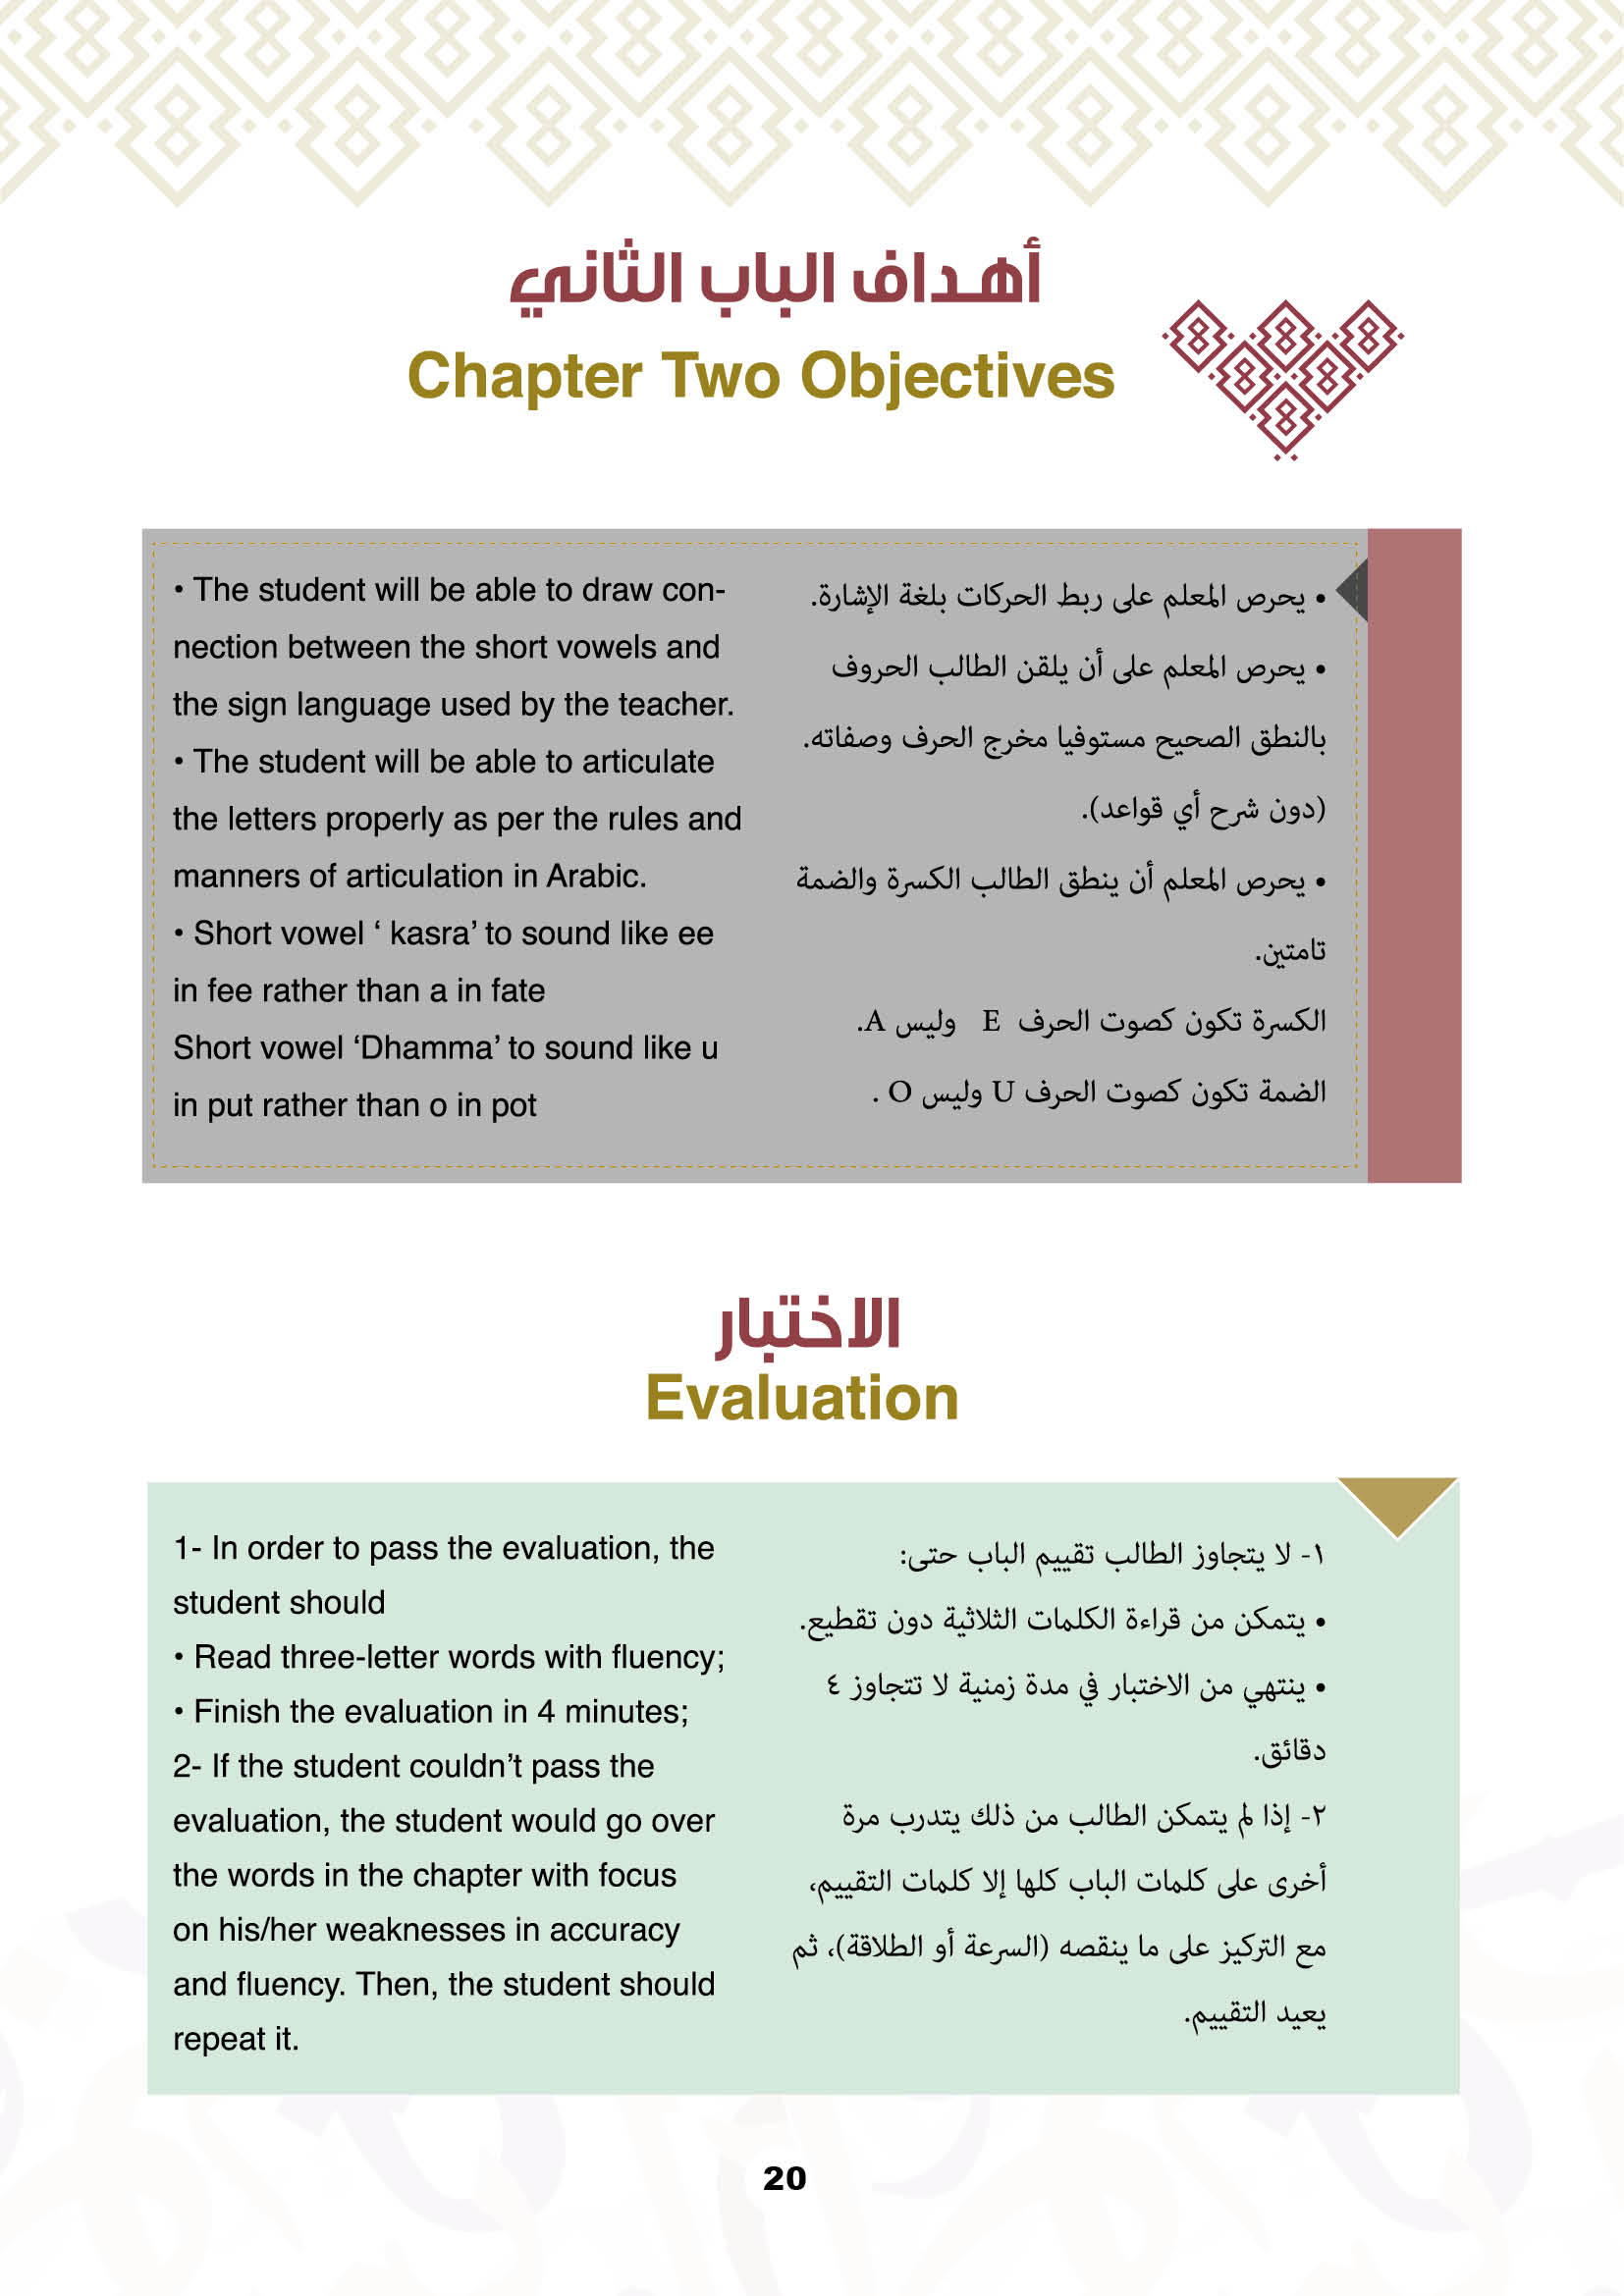 أهـداف الباب الثاني
Chapter Two Objectives
• The student will be able to draw con-
nection between the short vowels and
the sign language used by the teacher.
• The student will be able to articulate
the letters properly as per the rules and
manners of articulation in Arabic.
• Short vowel ‘ kasra’ to sound like ee
in fee rather than a in fate
Short vowel ‘Dhamma’ to sound like u
in put rather than o in pot
• يحرص المعلم على ربط الحركات بلغة الإشارة.
• يحرص المعلم على أن يلقن الطالب الحروف
بالنطق الصحيح مستوفيا مخرج الحرف وصفاته.
(دون شرح أي قواعد).
• يحرص المعلم أن ينطق الطالب الكسرة والضمة
تامتين.
الكسرة تكون كصوت الحرف E وليس A.
الضمة تكون كصوت الحرف U وليس O .
الاختبار
Evaluation
1- In order to pass the evaluation, the
student should
• Read three-letter words with fluency;
• Finish the evaluation in 4 minutes;
2- If the student couldn’t pass the
evaluation, the student would go over
the words in the chapter with focus
on his/her weaknesses in accuracy
and fluency. Then, the student should
repeat it.
١- لا يتجاوز الطالب تقييم الباب حتى:
• يتمكن من قراءة الكلمات الثلاثية دون تقطيع.
• ينتهي من الاختبار في مدة زمنية لا تتجاوز ٤
دقائق.
٢- إذا لم يتمكن الطالب من ذلك يتدرب مرة
أخرى على كلمات الباب كلها إلا كلمات التقييم،
مع التركيز على ما ينقصه (السرعة أو الطلاقة)، ثم
يعيد التقييم.
20